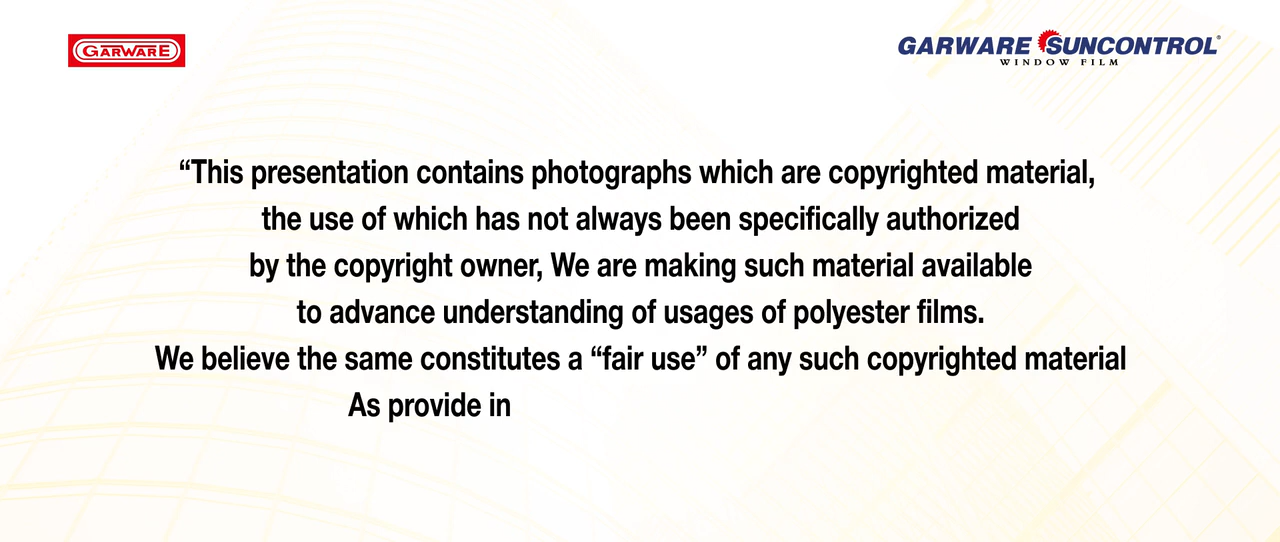 GARWARE
GARWARE SUNCONTROL®
WINDOW FILM
“This presentation contains photographs which are copyrighted material,
the use of which has not always been specifically authorized
by the copyright owner, We are making such material available
to advance understanding of usages of polyester films.
We believe the same constitutes a “fair use” of any such copyrighted material
As provide in